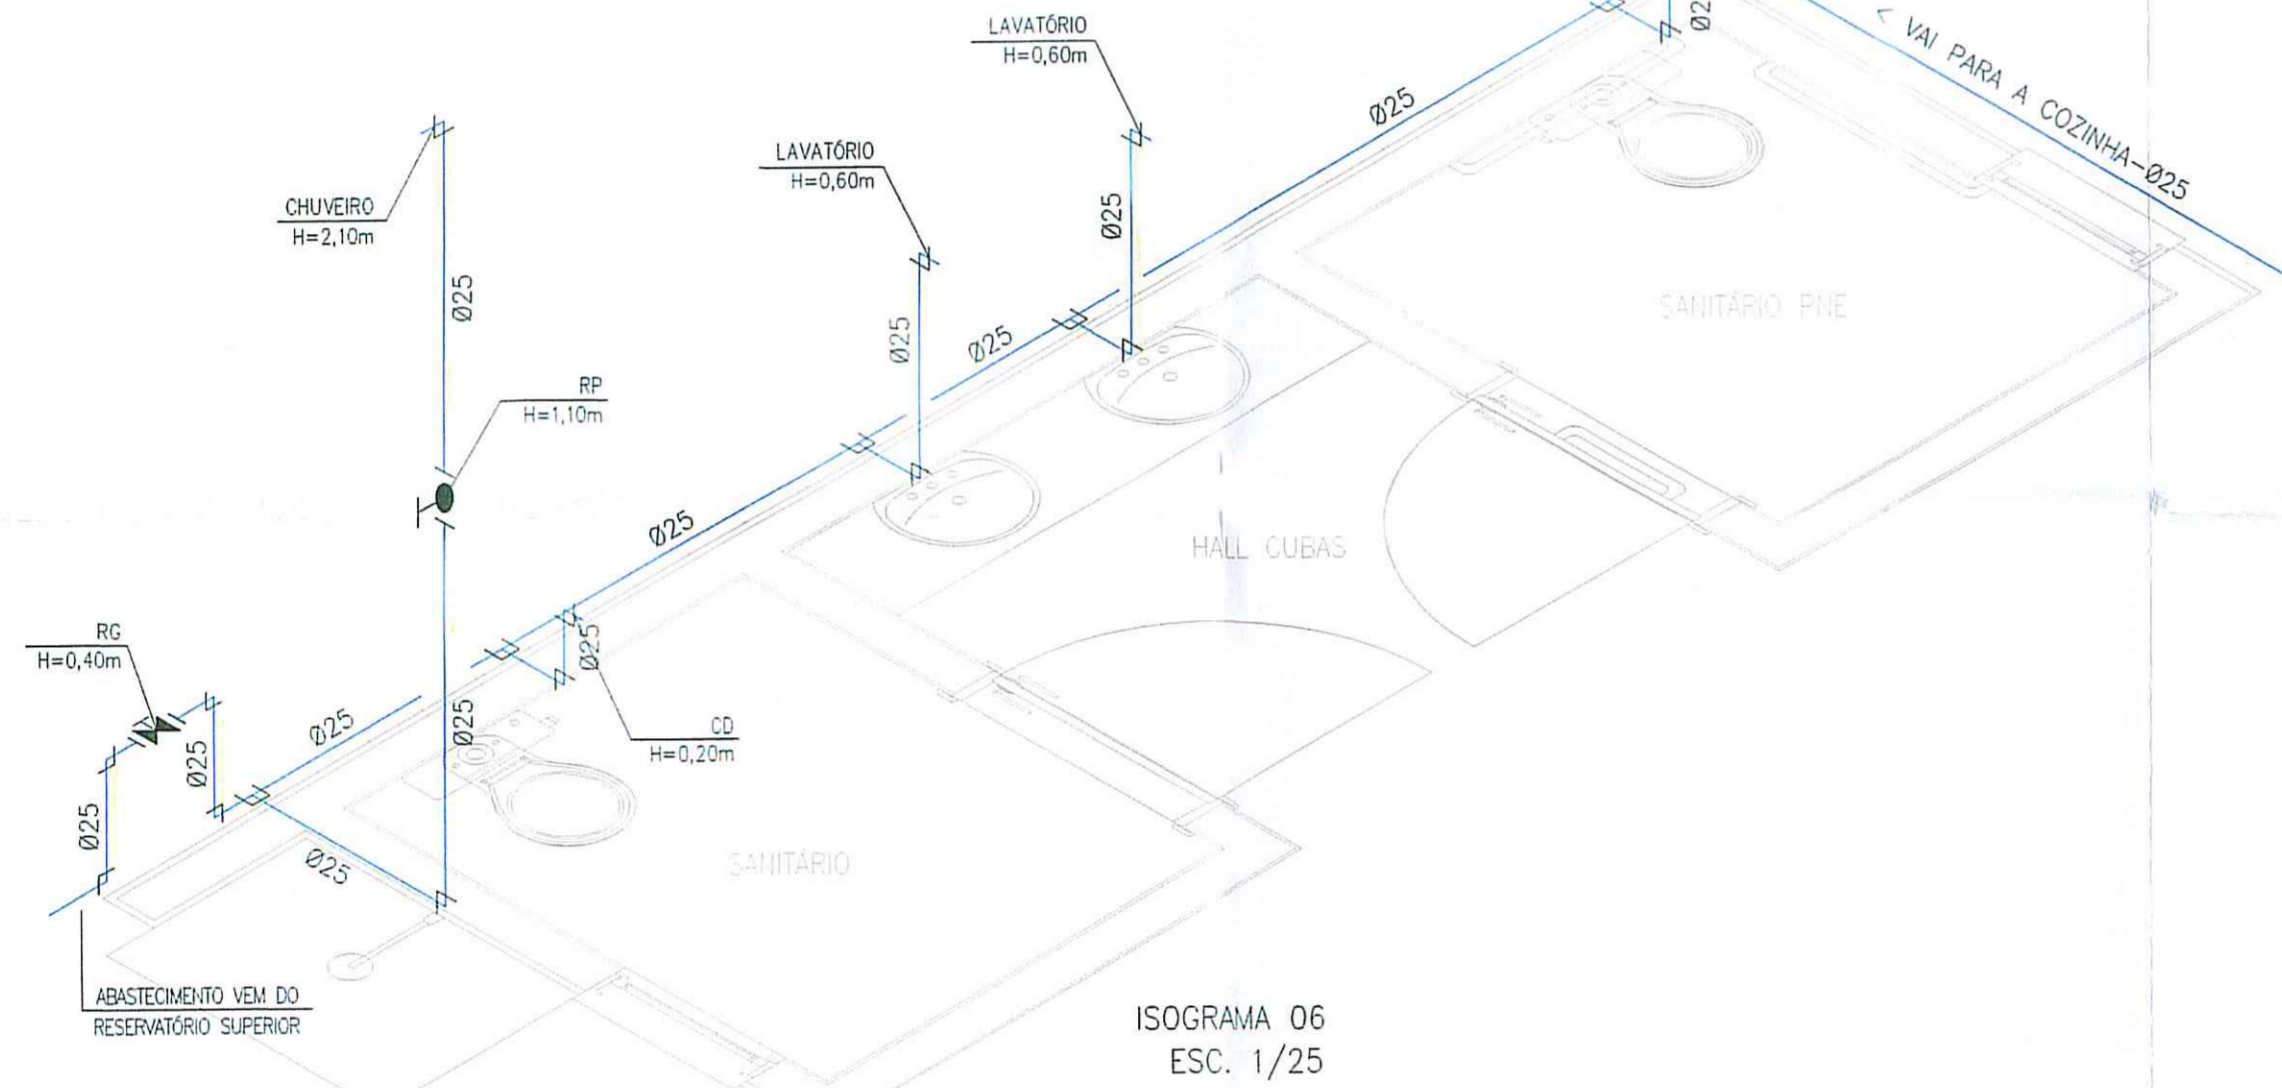 LAVATÓRIO
H=0,60m
Ø2
< VAI PARA A COZINHA-Ø25
Ø25
LAVATÓRIO
H=0,60m
Ø25
CHUVEIRO
H=2,10m
Ø25
Ø25
Ø25
SANITÁRIO PNE
RP
H=1,10m
Ø25
HALL CUBAS
RG
H=0,40m
Ø25
Ø25
Ø25
Ø25
CD
H=0,20m
Ø25
Ø25
Ø25
SANITÁRIO
ABASTECIMENTO VEM DO
RESERVATÓRIO SUPERIOR
ISOGRAMA 06
ESC. 1/25